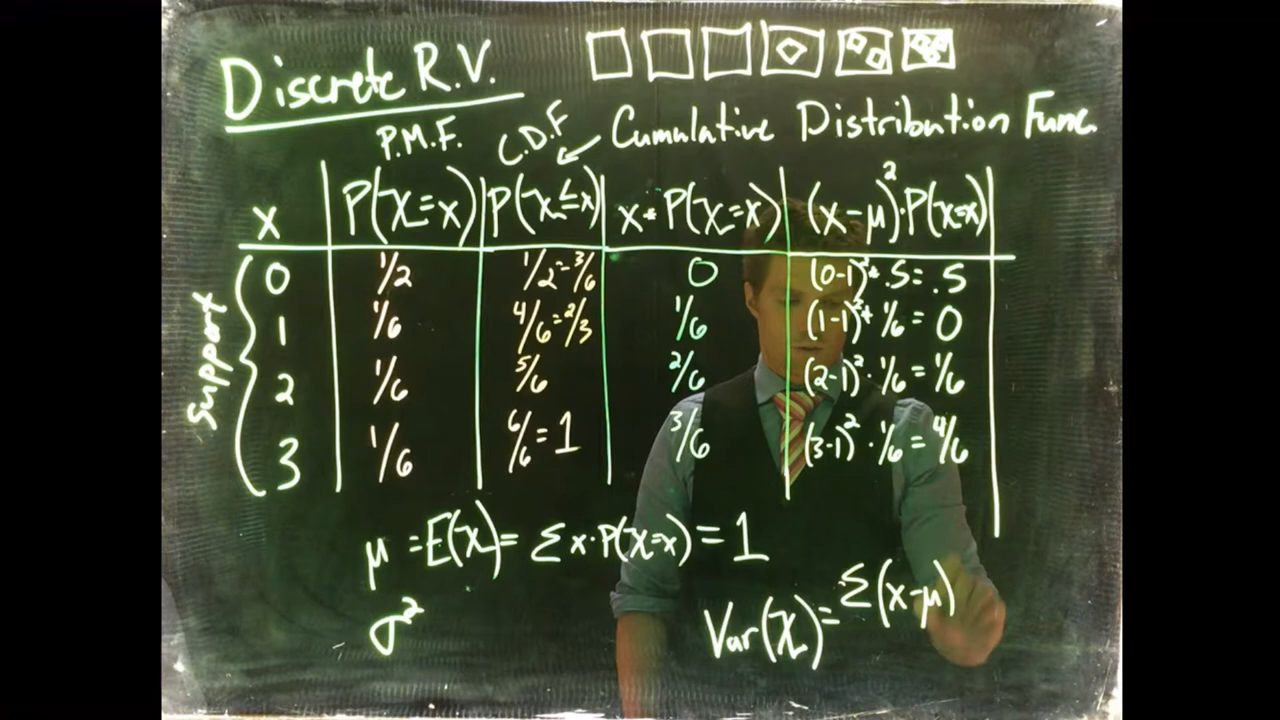 Discrete R.V.
P.M.F. C.D.F ← Cumulative Distribution Func.
x P(X=x) P(X≤x) x·P(X=x) (x-μ)²·P(X=x)
0 1/2 1/2=3/6 0 (0-1)²·.5=.5
1 1/6 4/6=2/3 1/6 (1-1)²·1/6=0
2 1/6 5/6 2/6 (2-1)²·1/6=1/6
3 1/6 6/6=1 3/6 (3-1)²·1/6=4/6
support
μ=E(X)=Σx·P(X=x)=1
σ² Var(X)=Σ(x-μ)